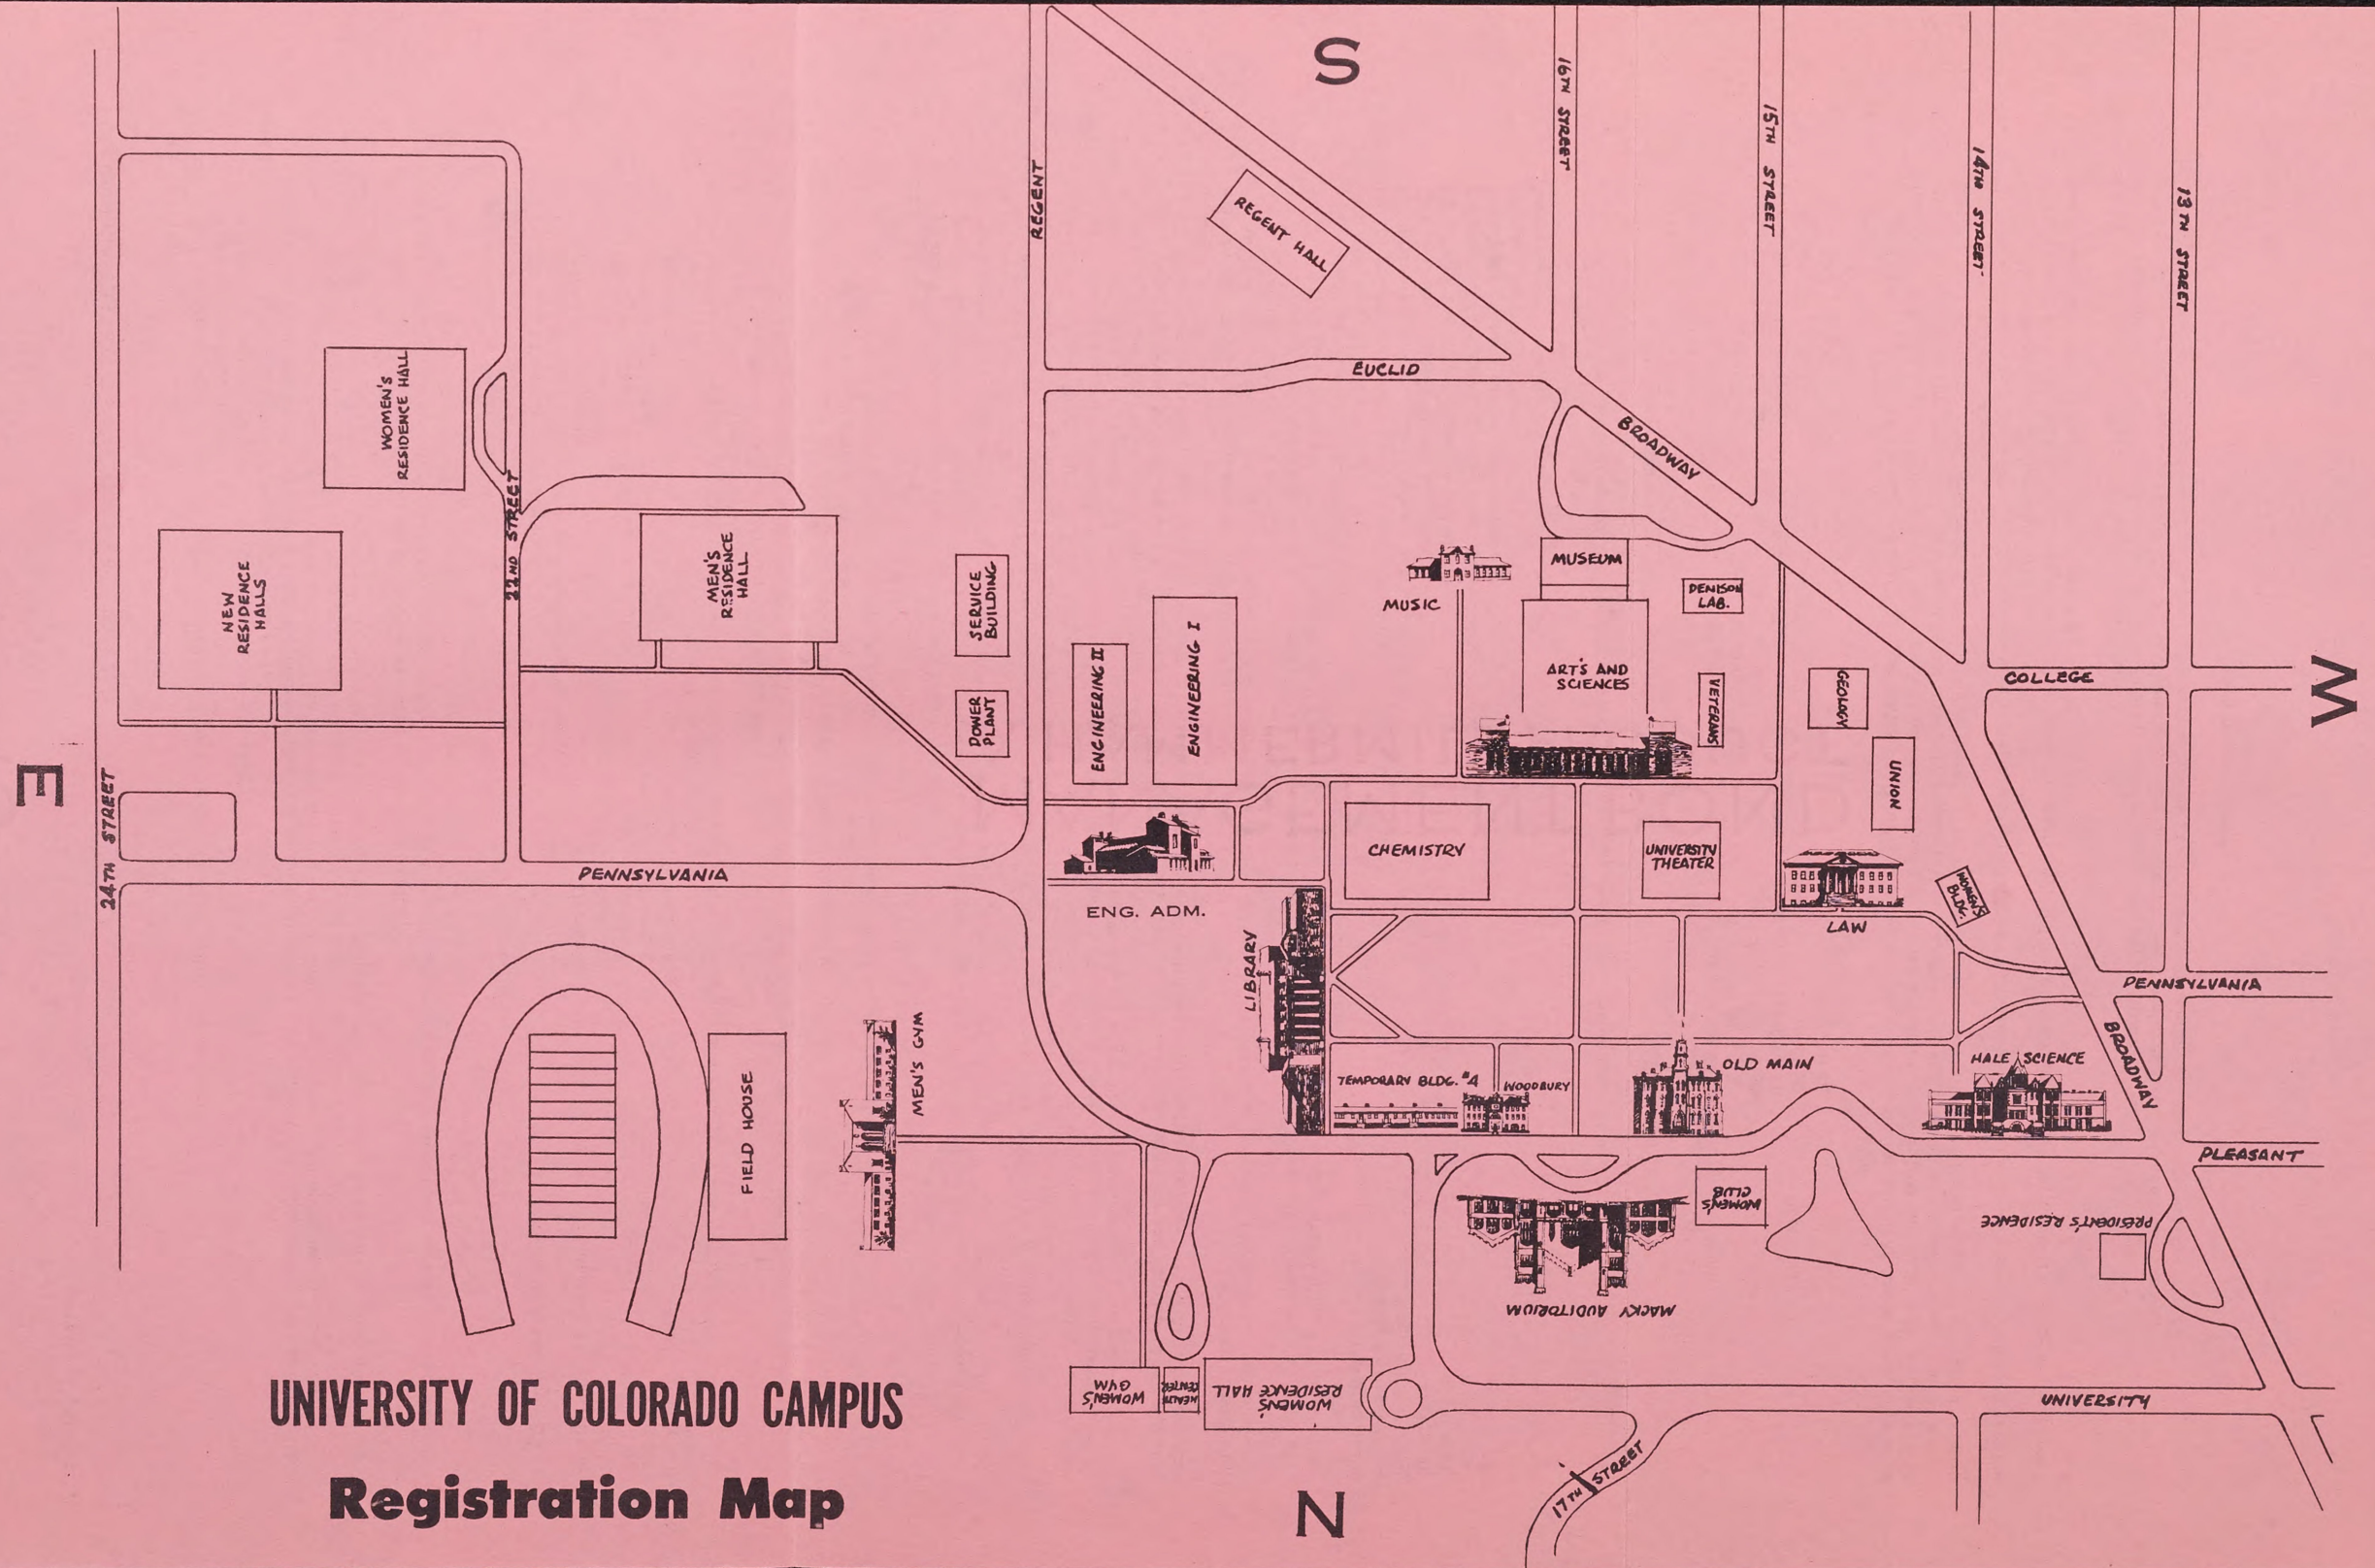 S
16TH STREET
15TH STREET
14TH STREET
13TH STREET
REGENT
REGENT HALL
EUCLID
BROADWAY
WOMEN'S
RESIDENCE HALL
22ND STREET
NEW
RESIDENCE
HALLS
MEN'S
RESIDENCE
HALL
SERVICE
BUILDING
POWER
PLANT
ENGINEERING II
ENGINEERING I
MUSIC
MUSEUM
DENISON
LAB.
ARTS AND
SCIENCES
VETERANS
GEOLOGY
UNION
COLLEGE
W
E
24TH STREET
PENNSYLVANIA
ENG. ADM.
CHEMISTRY
UNIVERSITY
THEATER
LAW
WOMEN'S
BLDG.
PENNSYLVANIA
LIBRARY
MEN'S GYM
FIELD HOUSE
TEMPORARY BLDG. #4
WOODBURY
OLD MAIN
HALE SCIENCE
BROADWAY
PLEASANT
WOMEN'S
CLUB
PRESIDENT'S RESIDENCE
MACKY AUDITORIUM
WOMEN'S
GYM
HEALTH
CENTER
WOMEN'S
RESIDENCE HALL
UNIVERSITY
17TH STREET
N
UNIVERSITY OF COLORADO CAMPUS
Registration Map